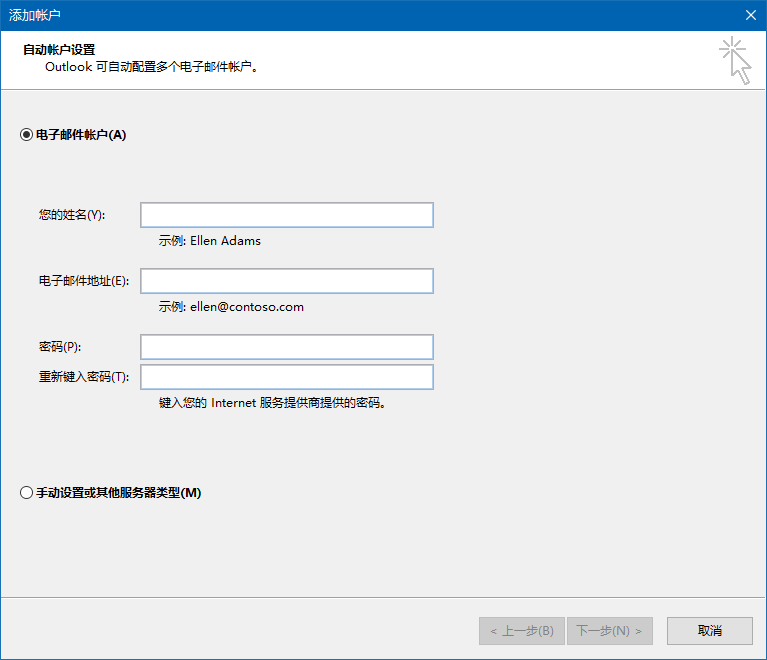 添加帐户
自动帐户设置
Outlook 可自动配置多个电子邮件帐户。
电子邮件帐户(A)
您的姓名(Y):
示例: Ellen Adams
电子邮件地址(E):
示例: ellen@contoso.com
密码(P):
重新键入密码(T):
键入您的 Internet 服务提供商提供的密码。
手动设置或其他服务器类型(M)
< 上一步(B) 下一步(N) > 取消